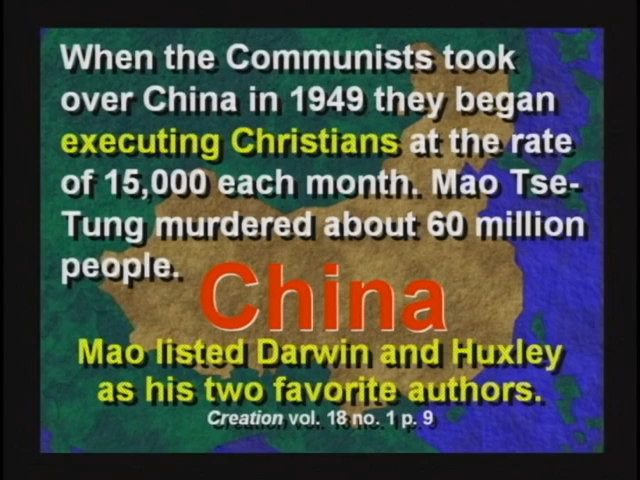 When the Communists took
over China in 1949 they began
executing Christians at the rate
of 15,000 each month. Mao Tse-
Tung murdered about 60 million
people.
China
Mao listed Darwin and Huxley
as his two favorite authors.
Creation vol. 18 no. 1 p. 9